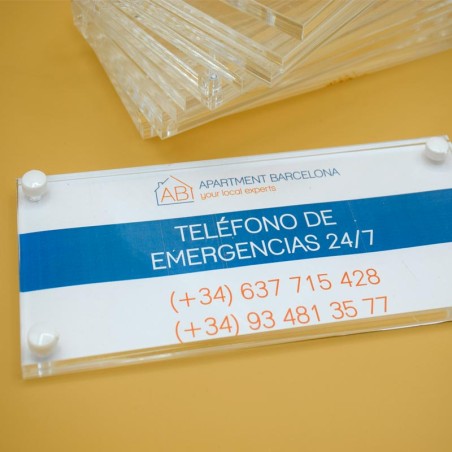 AB APARTMENT BARCELONA
your local experts
TELÉFONO DE
EMERGENCIAS 24/7
(+34) 637 715 428
(+34) 93 481 35 77